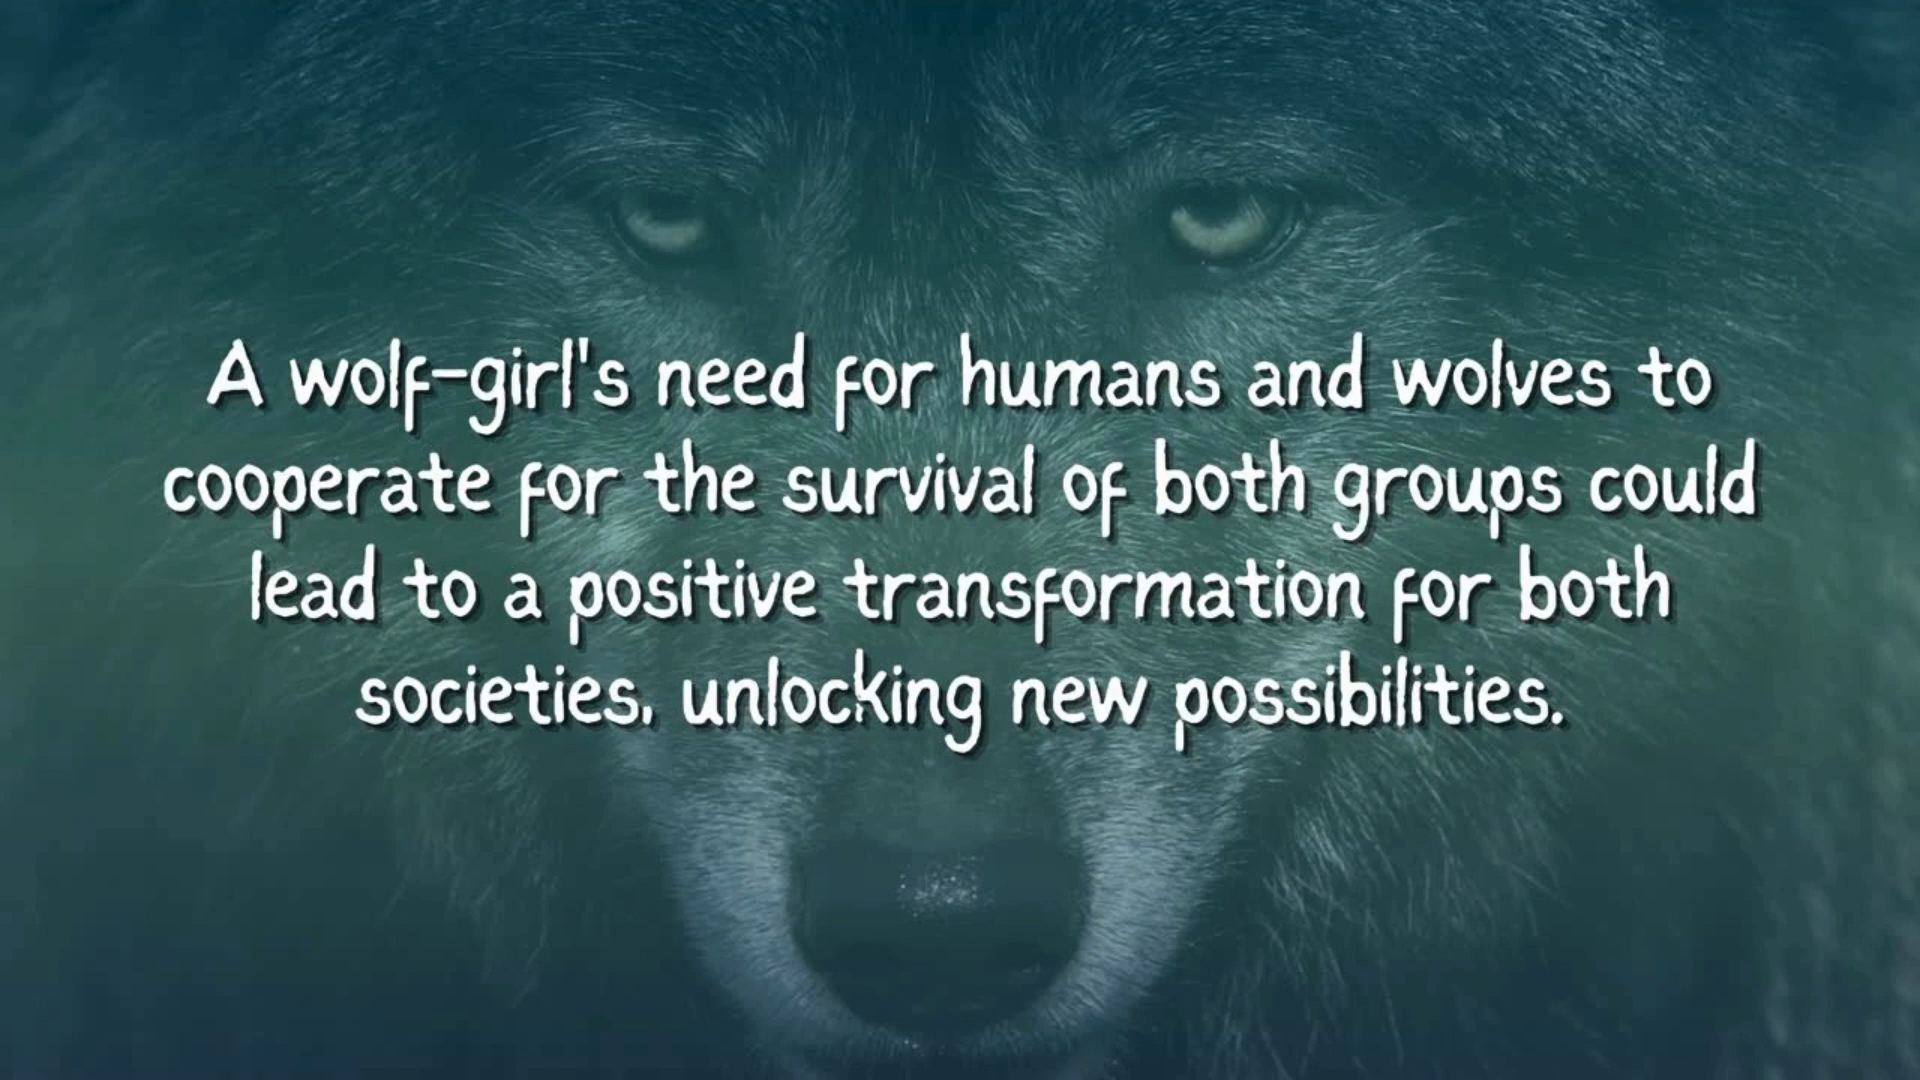 A wolf-girl's need for humans and wolves to
cooperate for the survival of both groups could
lead to a positive transformation for both
societies, unlocking new possibilities.